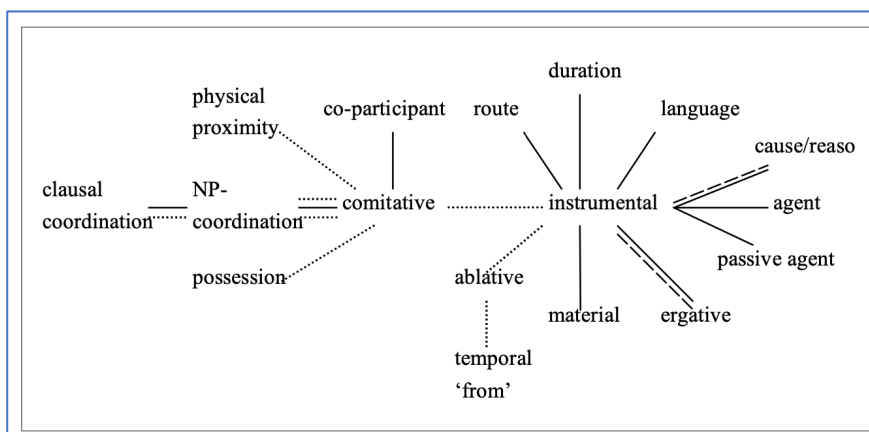 duration
physical
proximity
co-participant
route
language
cause/reaso
clausal
coordination
NP-
coordination
comitative
instrumental
agent
passive agent
possession
ablative
material
ergative
temporal
‘from’